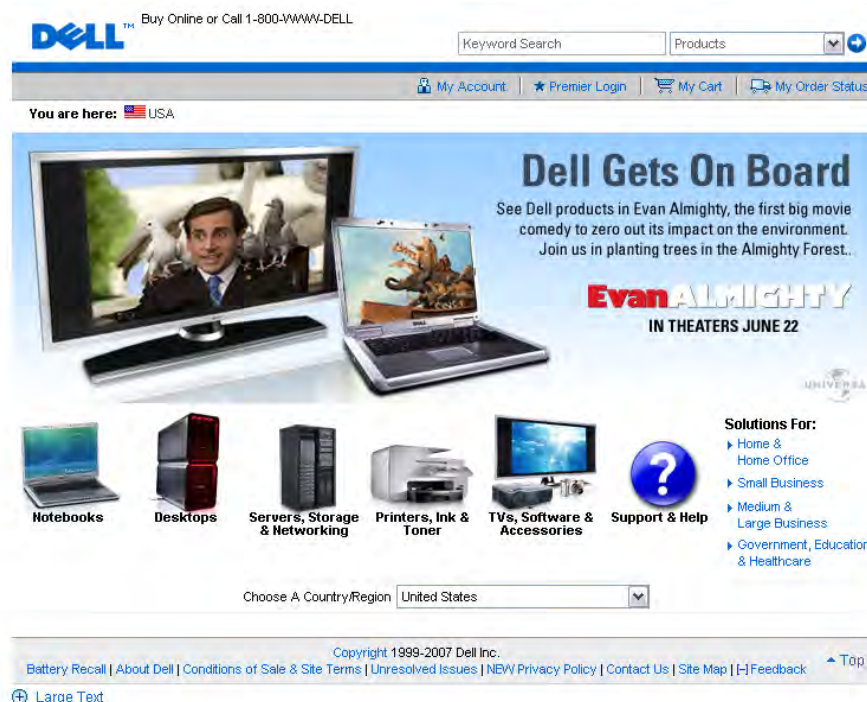 DELL™
Buy Online or Call 1-800-WWW-DELL
Keyword Search
Products
My Account
Premier Login
My Cart
My Order Status
You are here: USA
Dell Gets On Board
See Dell products in Evan Almighty, the first big movie
comedy to zero out its impact on the environment.
Join us in planting trees in the Almighty Forest..
Evan ALMIGHTY
IN THEATERS JUNE 22
UNIVERSA
DELL
Notebooks
Desktops
Servers, Storage
& Networking
Printers, Ink &
Toner
TVs, Software &
Accessories
?
Support & Help
Solutions For:
Home &
Home Office
Small Business
Medium &
Large Business
Government, Education
& Healthcare
Choose A Country/Region
United States
Copyright 1999-2007 Dell Inc.
Battery Recall | About Dell | Conditions of Sale & Site Terms | Unresolved Issues | NEW Privacy Policy | Contact Us | Site Map | [-] Feedback
Top
Large Text